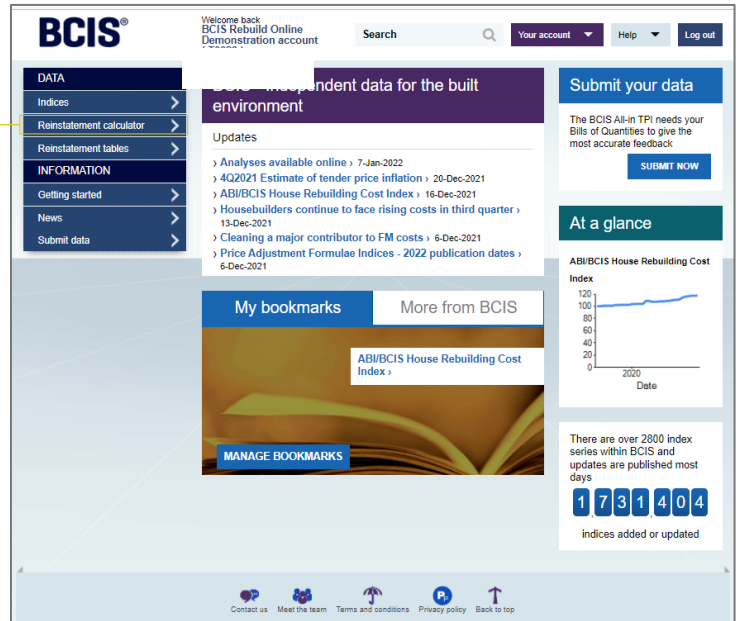 BCIS®
Welcome back
BCIS Rebuild Online
Demonstration account
Search
Your account
Help
Log out
DATA
Indices
Reinstatement calculator
Reinstatement tables
INFORMATION
Getting started
News
Submit data
independent data for the built
environment
Updates
› Analyses available online › 7-Jan-2022
› 4Q2021 Estimate of tender price inflation › 20-Dec-2021
› ABI/BCIS House Rebuilding Cost Index › 16-Dec-2021
› Housebuilders continue to face rising costs in third quarter ›
13-Dec-2021
› Cleaning a major contributor to FM costs › 6-Dec-2021
› Price Adjustment Formulae Indices - 2022 publication dates ›
6-Dec-2021
My bookmarks
More from BCIS
ABI/BCIS House Rebuilding Cost
Index ›
MANAGE BOOKMARKS
Submit your data
The BCIS All-in TPI needs your
Bills of Quantities to give the
most accurate feedback
SUBMIT NOW
At a glance
ABI/BCIS House Rebuilding Cost
Index
120
100
80
60
40
20
0
2020
Date
There are over 2800 index
series within BCIS and
updates are published most
days
1,731,404
indices added or updated
Contact us
Meet the team
Terms and conditions
Privacy policy
Back to top